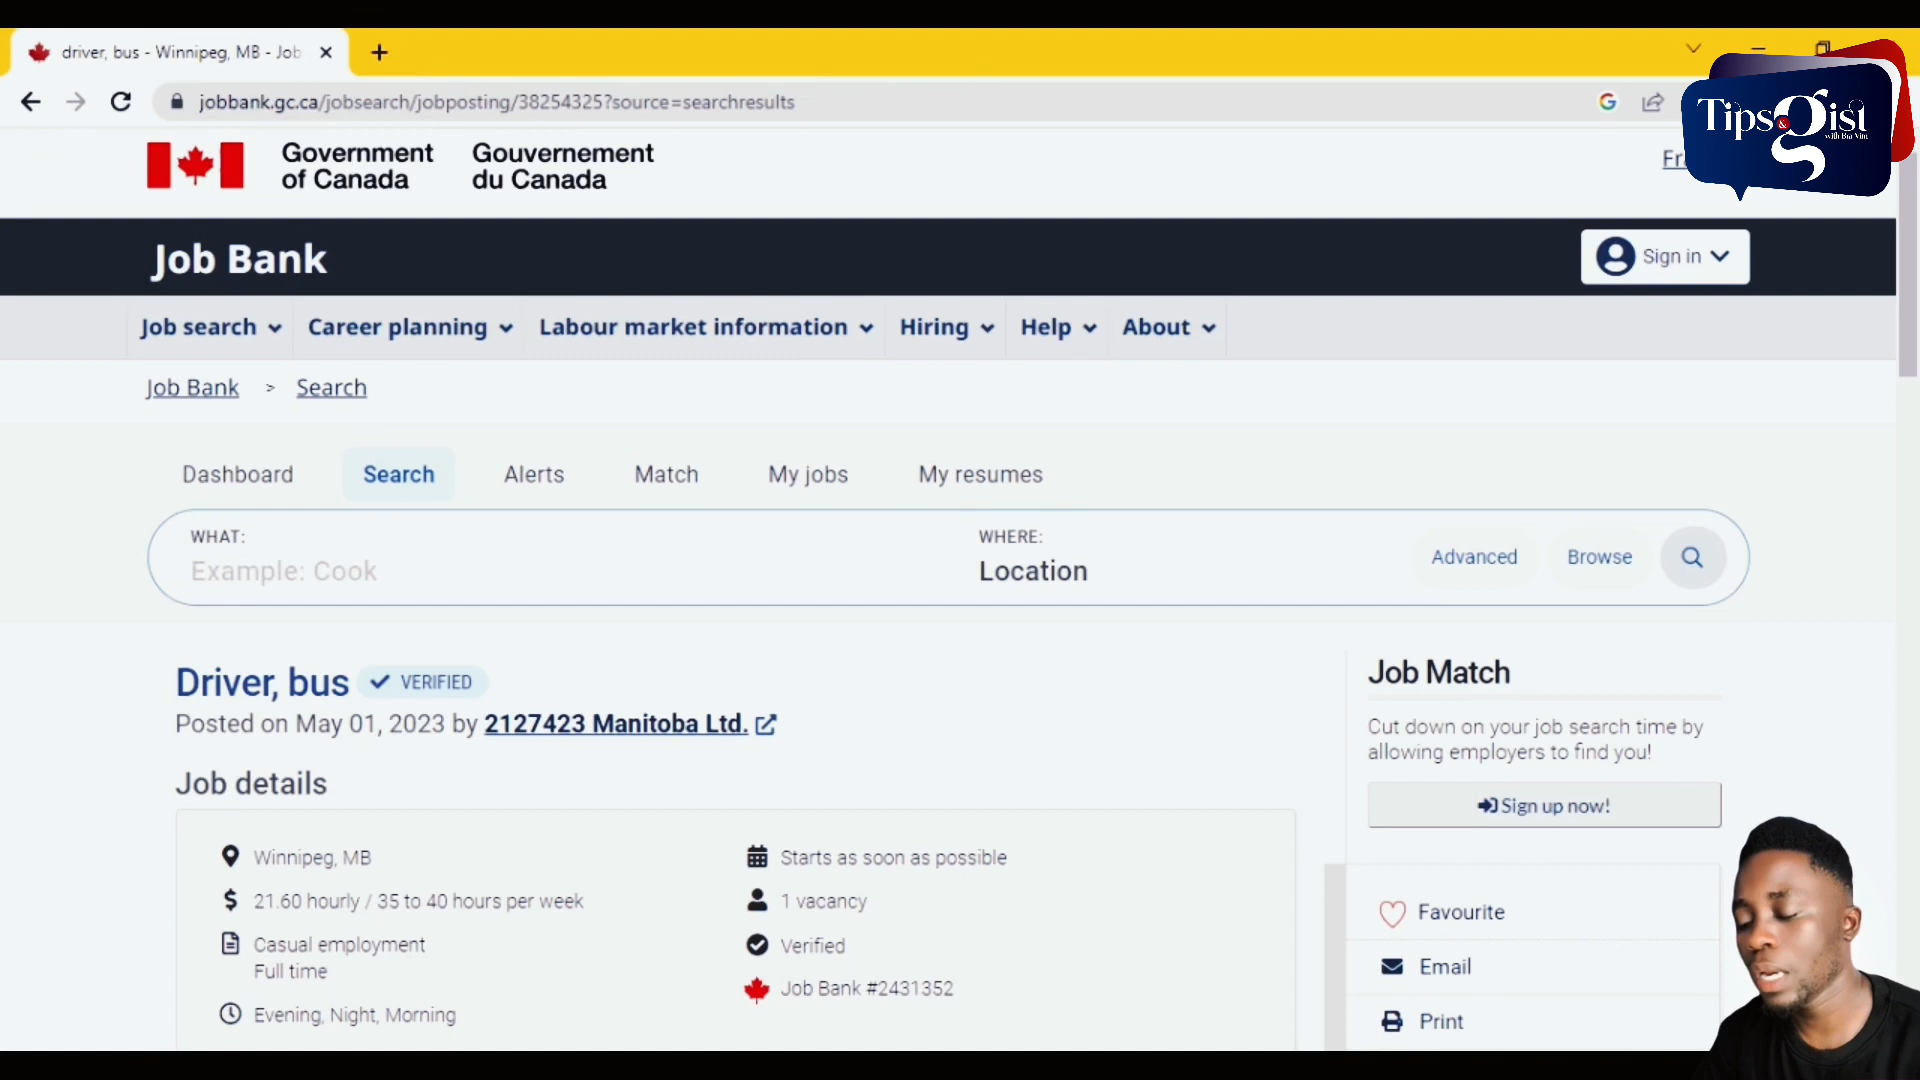 driver, bus - Winnipeg, MB - Job
jobbank.gc.ca/jobsearch/jobposting/38254325?source=searchresults
Tips & Gist
with Bra Vim
Government of Canada
Gouvernement du Canada
Job Bank
Sign in
Job search
Career planning
Labour market information
Hiring
Help
About
Job Bank > Search
Dashboard
Search
Alerts
Match
My jobs
My resumes
WHAT:
Example: Cook
WHERE:
Location
Advanced
Browse
Driver, bus
VERIFIED
Posted on May 01, 2023 by 2127423 Manitoba Ltd.
Job details
Winnipeg, MB
21.60 hourly / 35 to 40 hours per week
Casual employment
Full time
Evening, Night, Morning
Starts as soon as possible
1 vacancy
Verified
Job Bank #2431352
Job Match
Cut down on your job search time by
allowing employers to find you!
Sign up now!
Favourite
Email
Print